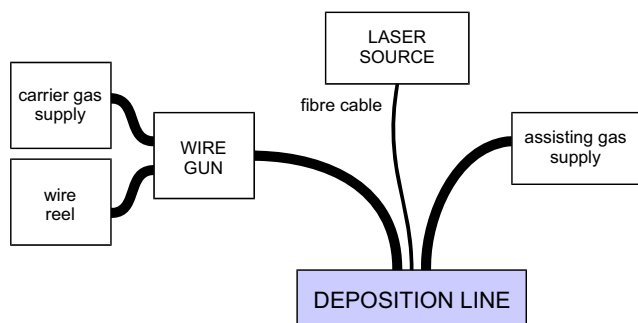 LASER
SOURCE
carrier gas
supply
fibre cable
WIRE
GUN
assisting gas
supply
wire
reel
DEPOSITION LINE